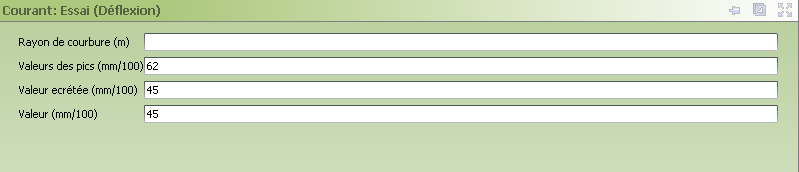 Courant: Essai (Déflexion)
Rayon de courbure (m)
Valeurs des pics (mm/100) 62
Valeur ecrétée (mm/100) 45
Valeur (mm/100) 45